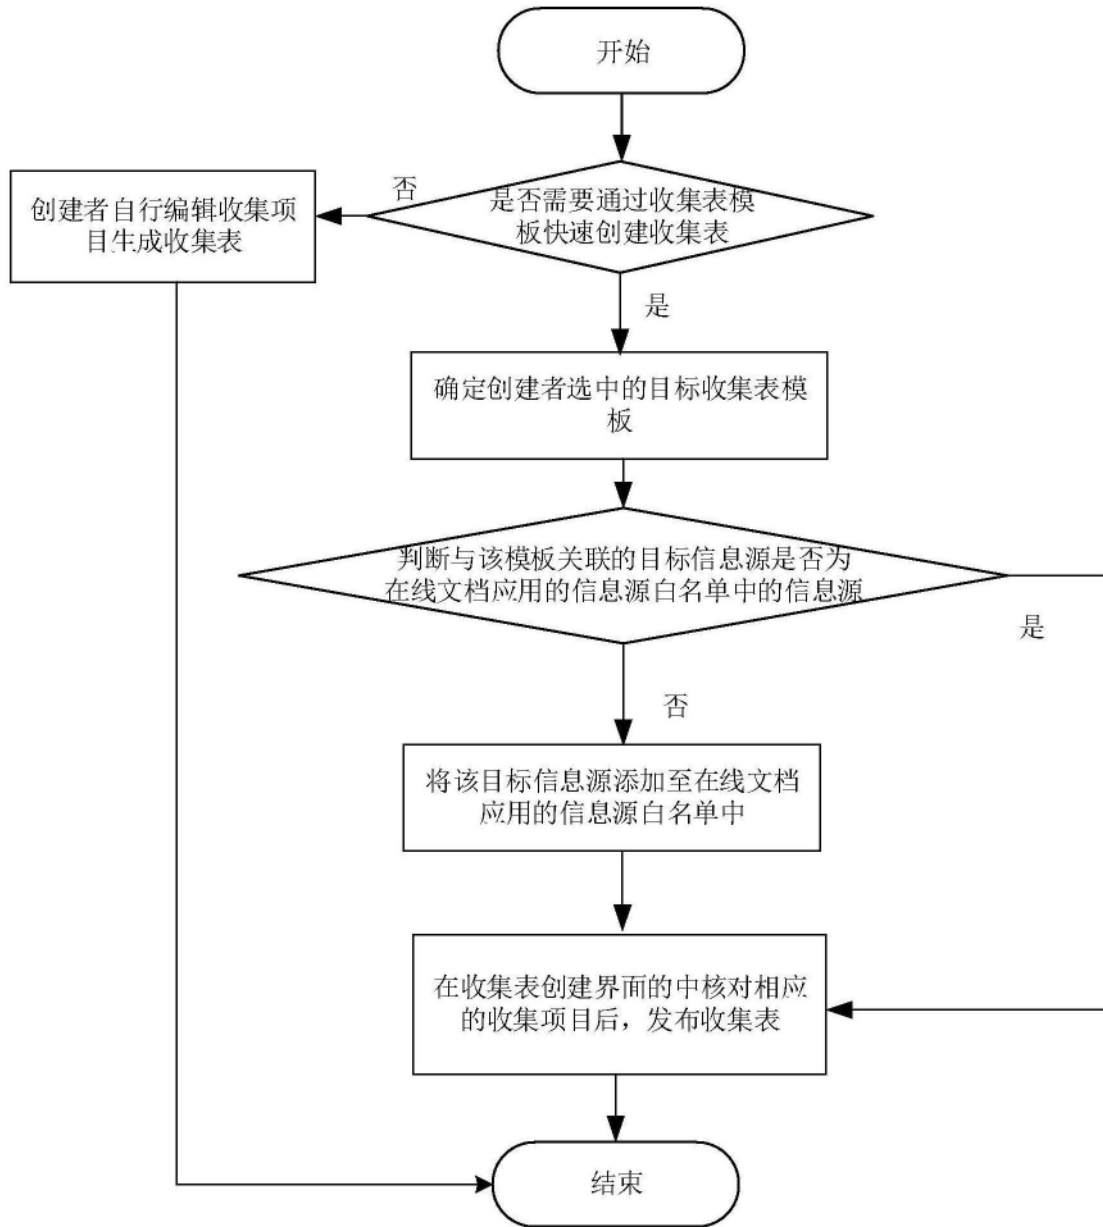 开始
是否需要通过收集表模
板快速创建收集表
否
创建者自行编辑收集项
目生成收集表
是
确定创建者选中的目标收集表模
板
判断与该模板关联的目标信息源是否为
在线文档应用的信息源白名单中的信息源
是
否
将该目标信息源添加至在线文档
应用的信息源白名单中
在收集表创建界面的中核对相应
的收集项目后，发布收集表
结束